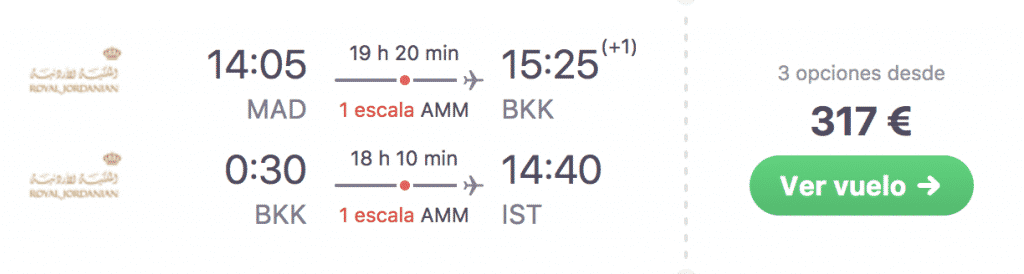 ROYAL JORDANIAN
14:05
19 h 20 min
15:25(+1)
MAD
1 escala AMM
BKK
ROYAL JORDANIAN
0:30
18 h 10 min
14:40
BKK
1 escala AMM
IST
3 opciones desde
317 €
Ver vuelo →